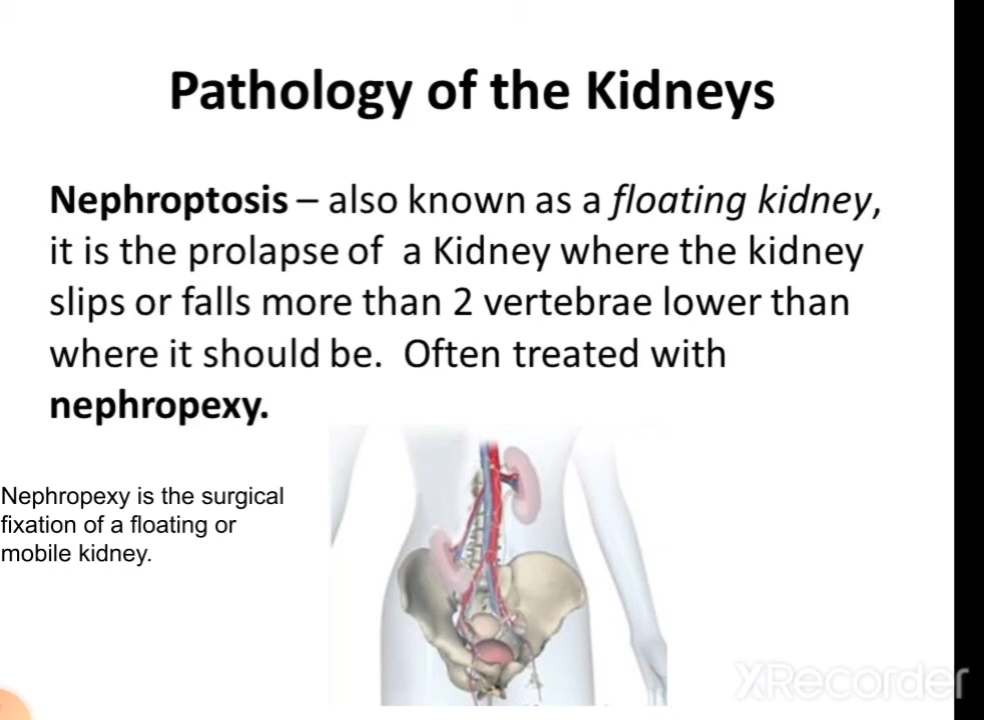 Pathology of the Kidneys
Nephroptosis – also known as a floating kidney,
it is the prolapse of a Kidney where the kidney
slips or falls more than 2 vertebrae lower than
where it should be. Often treated with
nephropexy.
Nephropexy is the surgical
fixation of a floating or
mobile kidney.
XRecorder